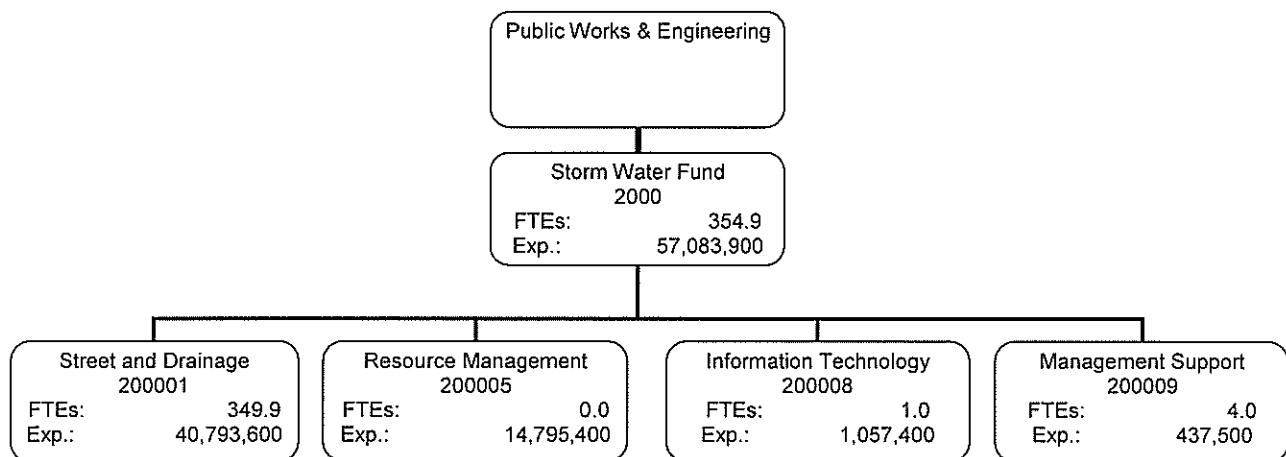 Public Works & Engineering
Storm Water Fund
2000
FTEs: 354.9
Exp.: 57,083,900
Street and Drainage
200001
FTEs: 349.9
Exp.: 40,793,600
Resource Management
200005
FTEs: 0.0
Exp.: 14,795,400
Information Technology
200008
FTEs: 1.0
Exp.: 1,057,400
Management Support
200009
FTEs: 4.0
Exp.: 437,500